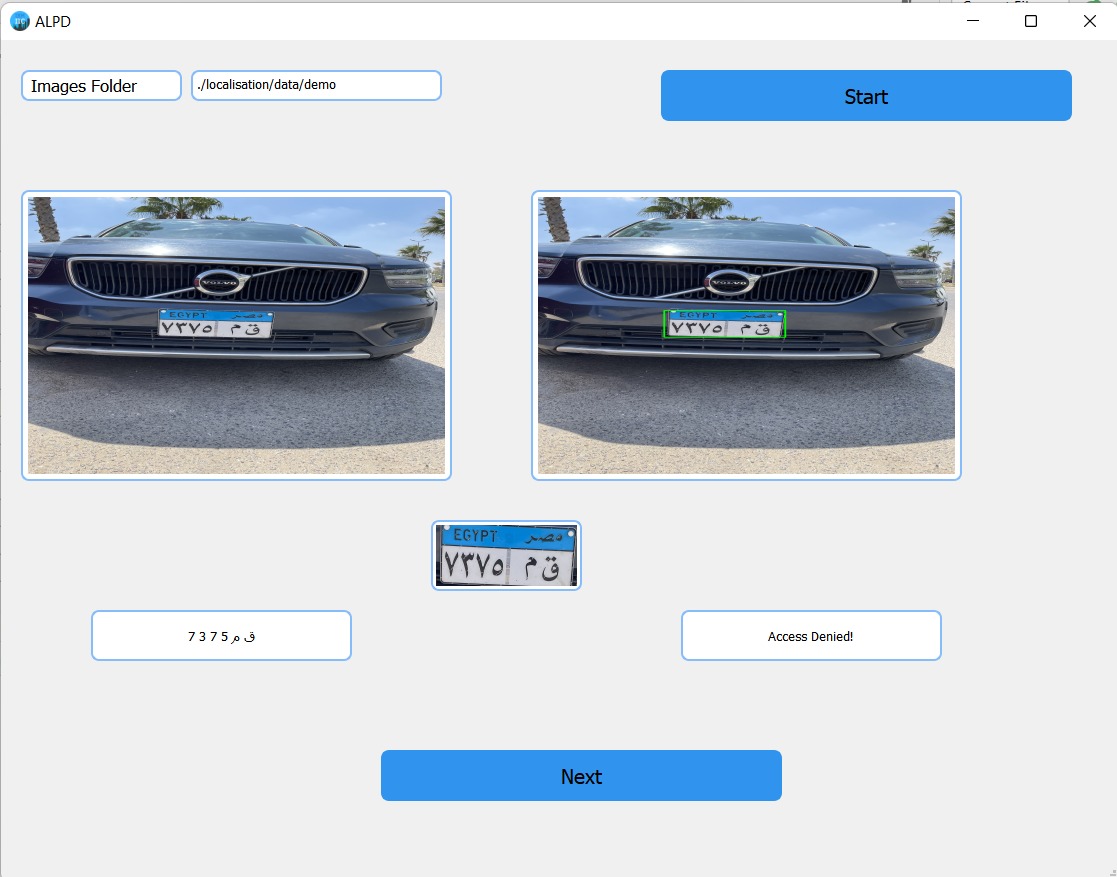 ALPD
Images Folder
./localisation/data/demo
Start
VOLVO
EGYPT مصر
٧٣٧٥ ق م
VOLVO
EGYPT مصر
٧٣٧٥ ق م
EGYPT مصر
٧٣٧٥ ق م
7 3 7 5 ق م
Access Denied!
Next